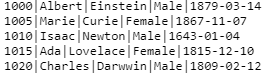 1000|Albert|Einstein|Male|1879-03-14
1005|Marie|Curie|Female|1867-11-07
1010|Isaac|Newton|Male|1643-01-04
1015|Ada|Lovelace|Female|1815-12-10
1020|Charles|Darwwin|Male|1809-02-12